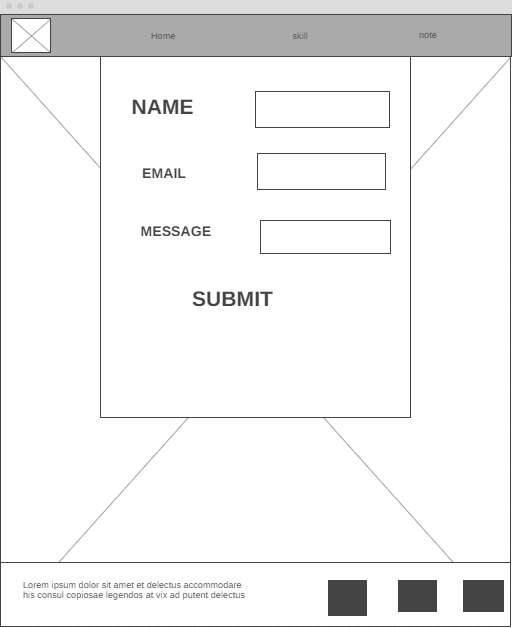 Home
skill
note
NAME
EMAIL
MESSAGE
SUBMIT
Lorem ipsum dolor sit amet et delectus accommodare
his consul copiosae legendos at vix ad putent delectus